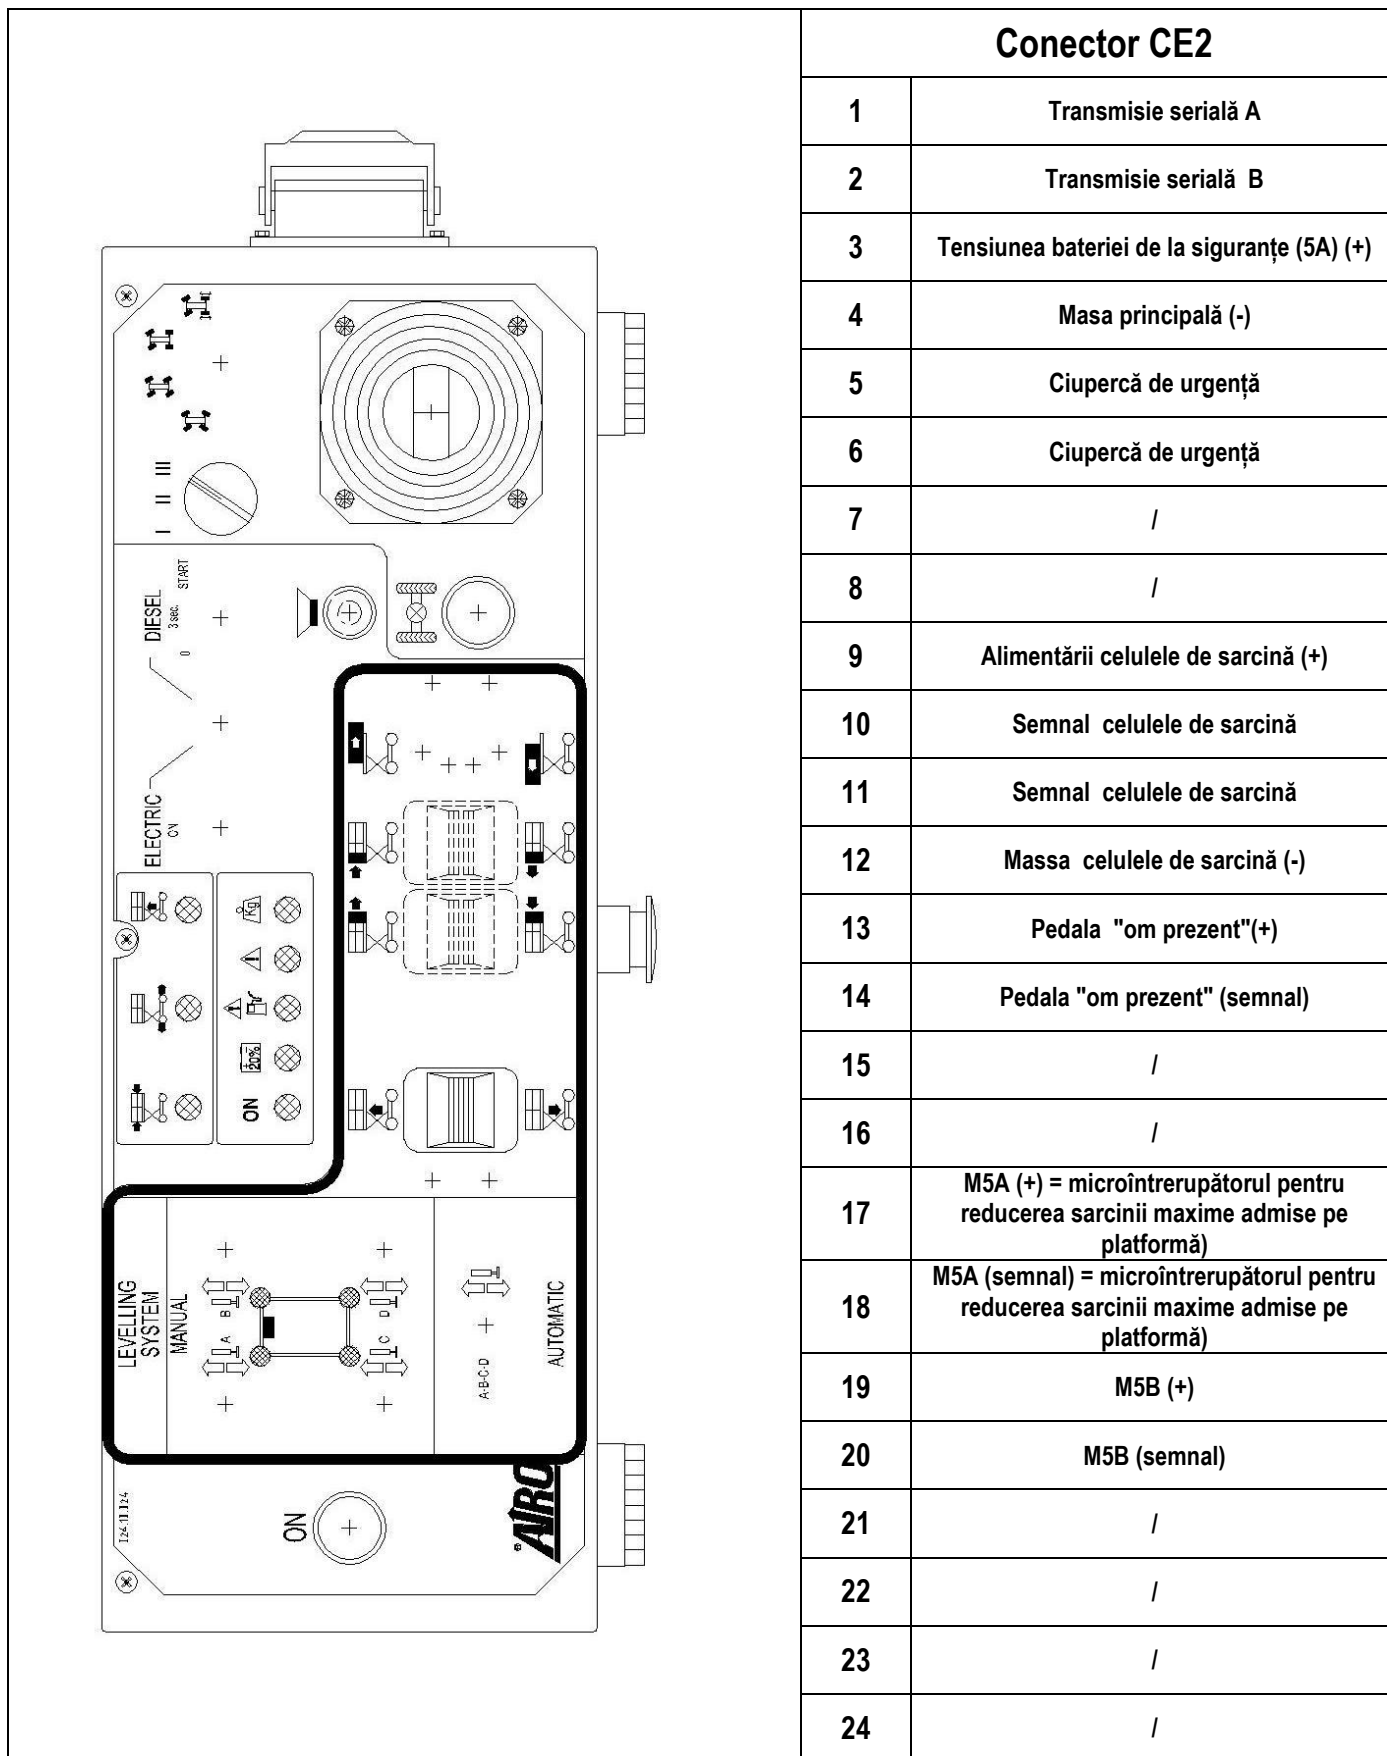 Conector CE2
1 Transmisie serială A
2 Transmisie serială B
3 Tensiunea bateriei de la siguranțe (5A) (+)
4 Masa principală (-)
5 Ciupercă de urgență
6 Ciupercă de urgență
7 /
8 /
9 Alimentării celulele de sarcină (+)
10 Semnal celulele de sarcină
11 Semnal celulele de sarcină
12 Massa celulele de sarcină (-)
13 Pedala "om prezent"(+)
14 Pedala "om prezent" (semnal)
15 /
16 /
17 M5A (+) = microîntrerupătorul pentru
reducerea sarcinii maxime admise pe
platformă)
18 M5A (semnal) = microîntrerupătorul pentru
reducerea sarcinii maxime admise pe
platformă)
19 M5B (+)
20 M5B (semnal)
21 /
22 /
23 /
24 /
III
II
I
DIESEL
3 sec.
0
START
ELECTRIC
ON
Kg
20%
ON
LEVELLING
SYSTEM
MANUAL
A
B
C
D
A-B-C-D
AUTOMATIC
ON
AIRO